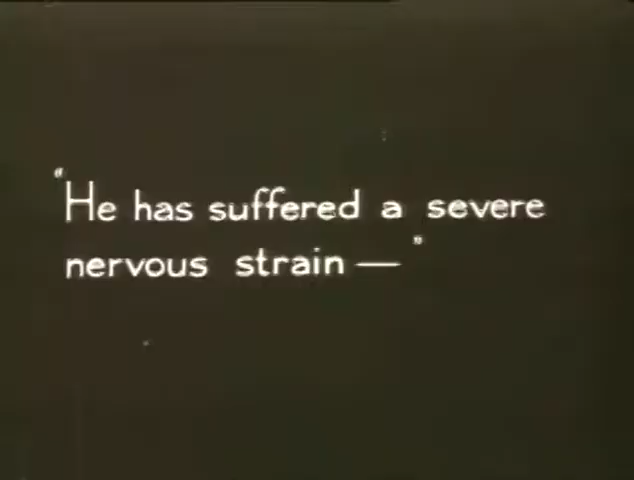 "He has suffered a severe
nervous strain — "